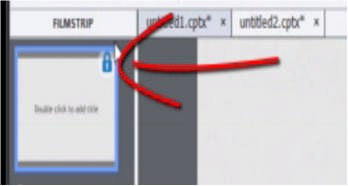 FILMSTRIP
untitled1.cptx* ×
untitled2.cptx* ×
Double click to add title